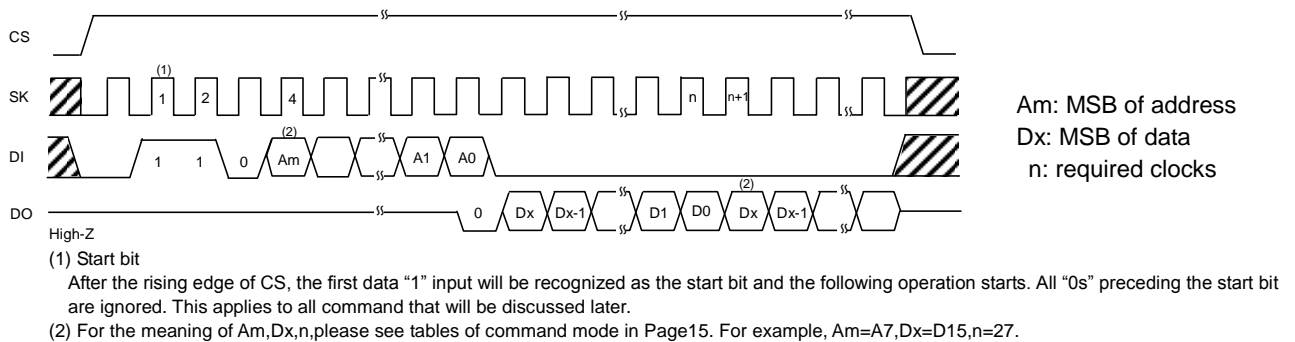 CS
SK
(1)
1 2 4 n n+1
DI
1 1 0
(2)
Am A1 A0
DO
High-Z
0 Dx Dx-1 D1 D0
(2)
Dx Dx-1
Am: MSB of address
Dx: MSB of data
n: required clocks
(1) Start bit
After the rising edge of CS, the first data “1” input will be recognized as the start bit and the following operation starts. All “0s” preceding the start bit
are ignored. This applies to all command that will be discussed later.
(2) For the meaning of Am,Dx,n,please see tables of command mode in Page15. For example, Am=A7,Dx=D15,n=27.